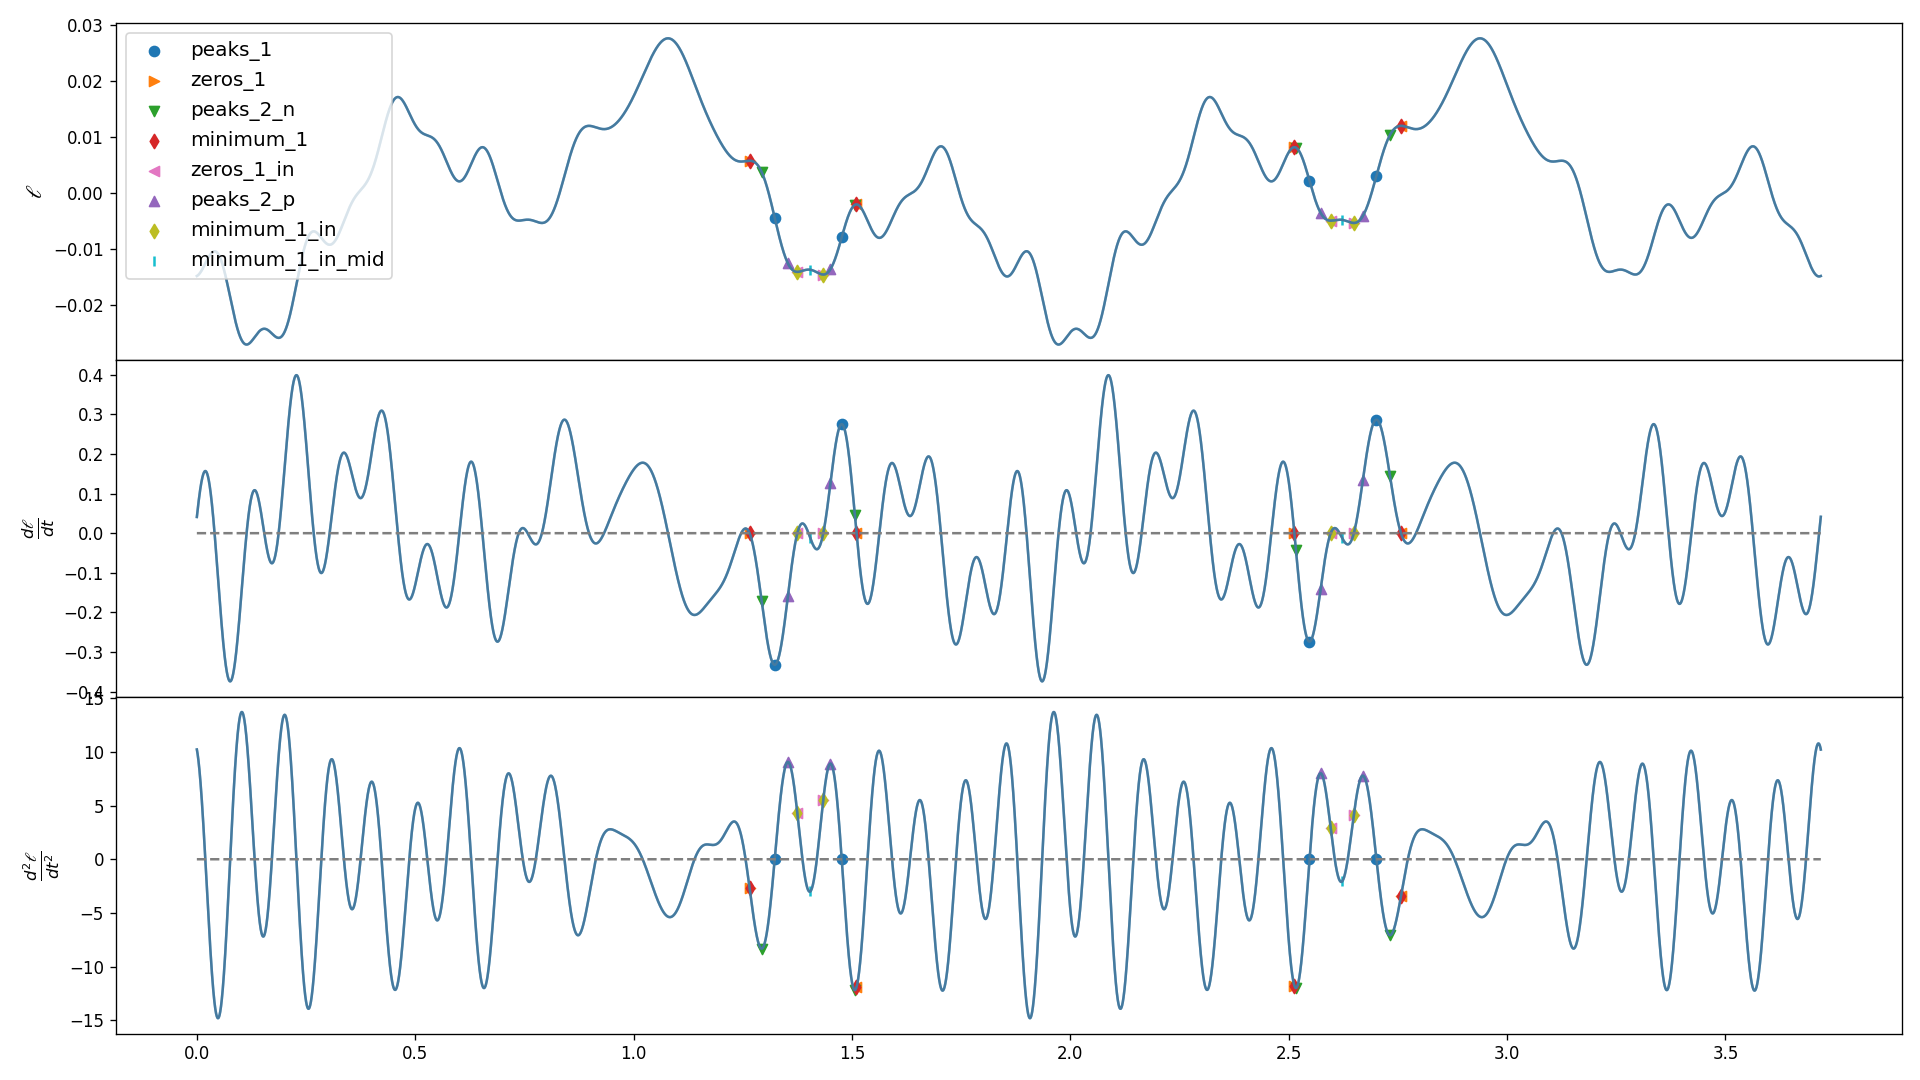 0.03
0.02
0.01
0.00
−0.01
−0.02
ℓ
peaks_1
zeros_1
peaks_2_n
minimum_1
zeros_1_in
peaks_2_p
minimum_1_in
minimum_1_in_mid
0.4
0.3
0.2
0.1
0.0
−0.1
−0.2
−0.3
−0.4
dℓ
dt
15
10
5
0
−5
−10
−15
d²ℓ
dt²
0.0 0.5 1.0 1.5 2.0 2.5 3.0 3.5